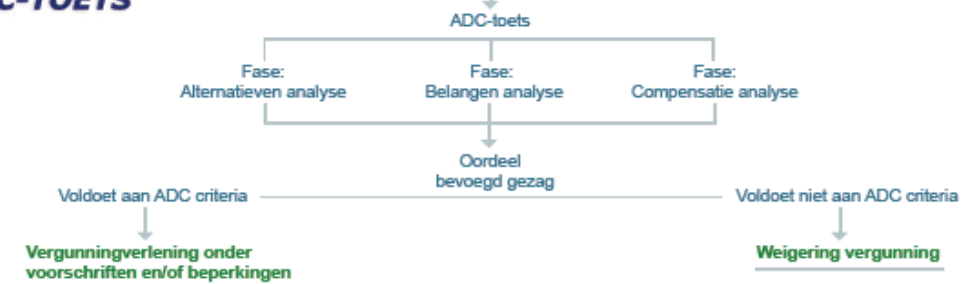 C-TOETS
ADC-toets
Fase:
Alternatieven analyse
Fase:
Belangen analyse
Fase:
Compensatie analyse
Oordeel
bevoegd gezag
Voldoet aan ADC criteria
Voldoet niet aan ADC criteria
Vergunningverlening onder
voorschriften en/of beperkingen
Weigering vergunning